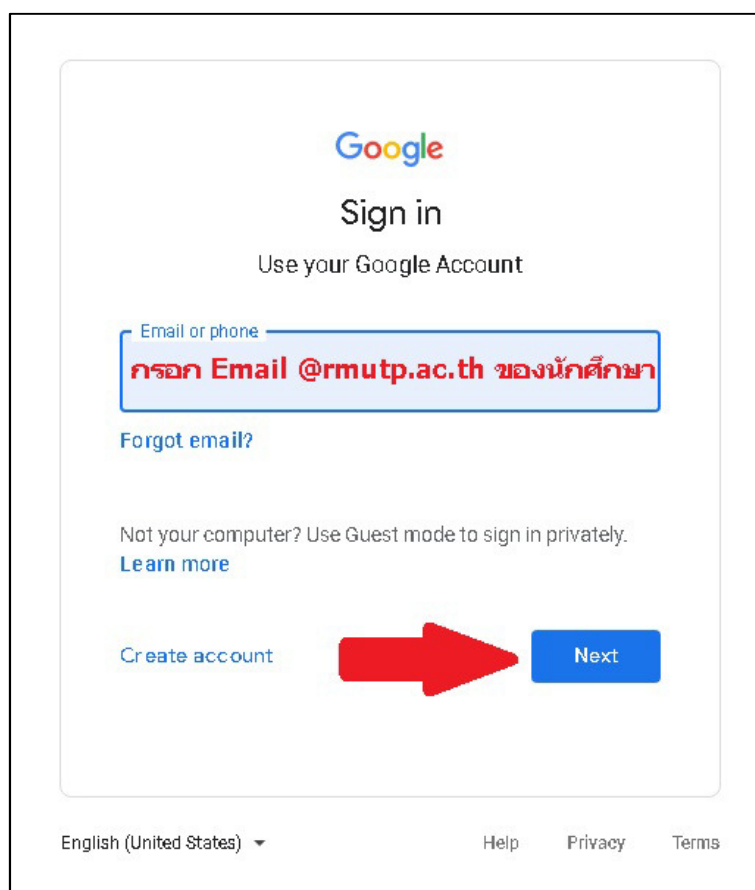 Google
Sign in
Use your Google Account
Email or phone
กรอก Email @rmutp.ac.th ของนักศึกษา
Forgot email?
Not your computer? Use Guest mode to sign in privately.
Learn more
Create account
Next
English (United States)
Help Privacy Terms